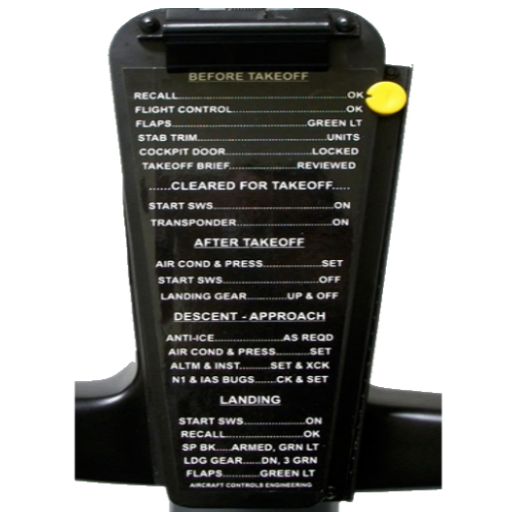 BEFORE TAKEOFF
RECALL..............................................OK
FLIGHT CONTROL..............................OK
FLAPS....................................GREEN LT
STAB TRIM...................................UNITS
COCKPIT DOOR.......................LOCKED
TAKEOFF BRIEF..................REVIEWED
......CLEARED FOR TAKEOFF.....
START SWS................................ON
TRANSPONDER.........................ON
AFTER TAKEOFF
AIR COND & PRESS...............SET
START SWS...........................OFF
LANDING GEAR..........UP & OFF
DESCENT - APPROACH
ANTI-ICE.....................AS REQD
AIR COND & PRESS..........SET
ALTM & INST........SET & XCK
N1 & IAS BUGS.......CK & SET
LANDING
START SWS..................ON
RECALL.......................OK
SP BK.....ARMED, GRN LT
LDG GEAR......DN, 3 GRN
FLAPS...........GREEN LT
AIRCRAFT CONTROLS ENGINEERING